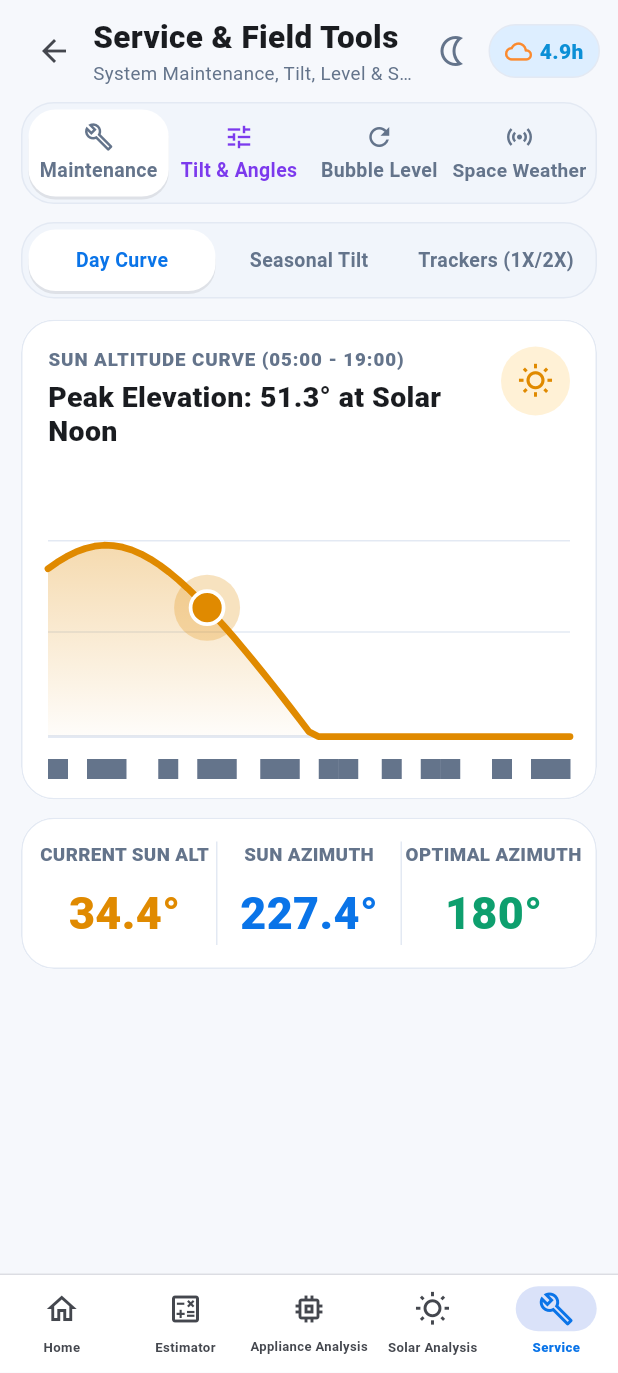 Service & Field Tools
System Maintenance, Tilt, Level & S...
4.9h
Maintenance
Tilt & Angles
Bubble Level
Space Weather
Day Curve
Seasonal Tilt
Trackers (1X/2X)
SUN ALTITUDE CURVE (05:00 - 19:00)
Peak Elevation: 51.3° at Solar
Noon
CURRENT SUN ALT
SUN AZIMUTH
OPTIMAL AZIMUTH
34.4°
227.4°
180°
Home
Estimator
Appliance Analysis
Solar Analysis
Service